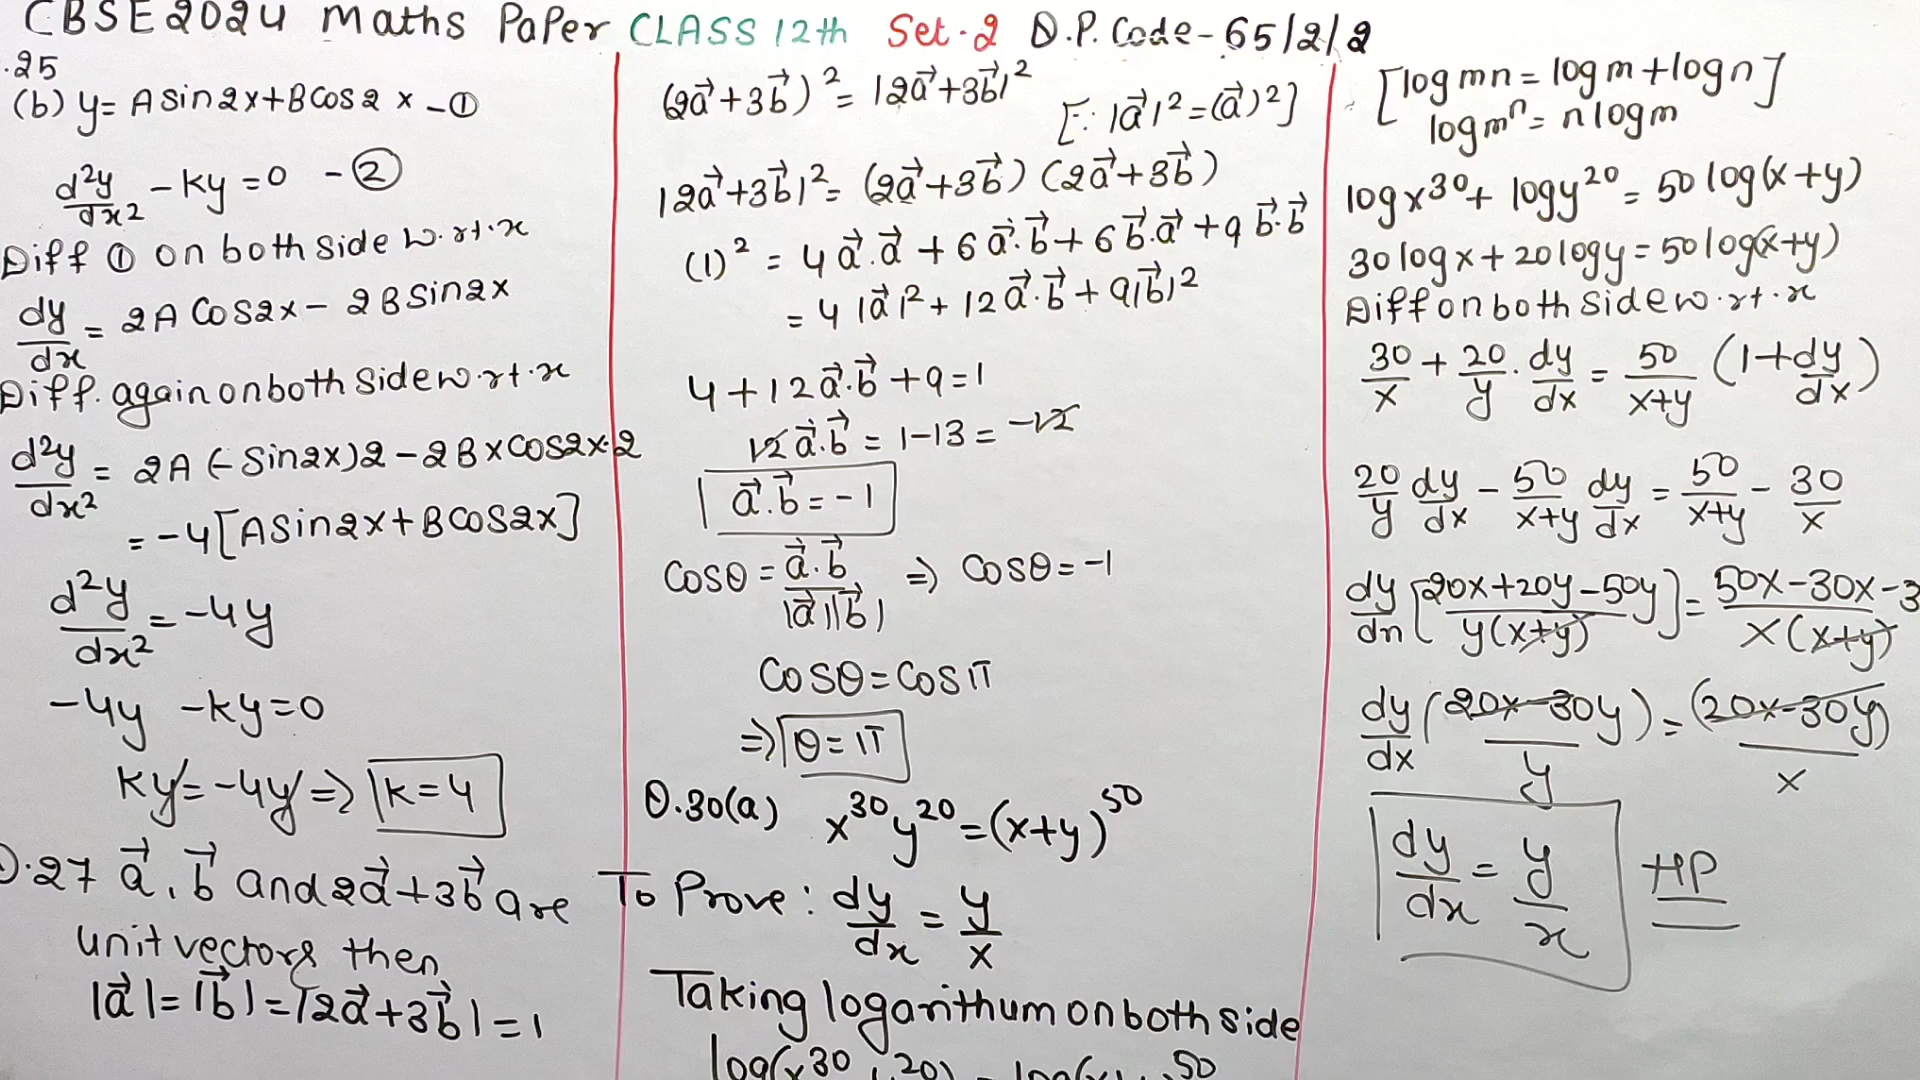 CBSE 2024 Maths Paper CLASS 12th Set-2 Q.P. Code-65/2/2
.25
(b) y = A sin2x + B cos2x - ①
d²y/dx² - ky = 0 - ②
Diff ① on both side w.r.t. x
dy/dx = 2A Cos2x - 2B Sin2x
Diff. again on both side w.r.t. x
d²y/dx² = 2A (-Sin2x)2 - 2B x Cos2x.2
= -4[A Sin2x + B Cos2x]
d²y/dx² = -4y
-4y - ky = 0
ky = -4y ⇒ k = 4
Q.27 a⃗, b⃗ and 2a⃗+3b⃗ are
unit vectors then
|a⃗| = |b⃗| = |2a⃗+3b⃗| = 1
(2a⃗+3b⃗)² = |2a⃗+3b⃗|²
[∵ |a⃗|² = (a⃗)²]
|2a⃗+3b⃗|² = (2a⃗+3b⃗) (2a⃗+3b⃗)
(1)² = 4a⃗.a⃗ + 6a⃗.b⃗ + 6b⃗.a⃗ + 9b⃗.b⃗
= 4|a⃗|² + 12a⃗.b⃗ + 9|b⃗|²
4 + 12a⃗.b⃗ + 9 = 1
12a⃗.b⃗ = 1-13 = -12
a⃗.b⃗ = -1
Cosθ = a⃗.b⃗/|a⃗||b⃗| ⇒ Cosθ = -1
Cosθ = Cosπ
⇒ θ = π
Q.30(a) x³⁰y²⁰ = (x+y)⁵⁰
To Prove: dy/dx = y/x
Taking logarithum on both side
[log mn = log m + log n]
log mⁿ = n log m
log x³⁰ + log y²⁰ = 50 log(x+y)
30 log x + 20 log y = 50 log(x+y)
Diff on both side w.r.t. x
30/x + 20/y . dy/dx = 50/x+y (1+dy/dx)
20/y dy/dx - 50/x+y dy/dx = 50/x+y - 30/x
dy/dn [20x+20y-50y/y(x+y)] = 50x-30x-3/x(x+y)
dy/dx (20x-30y/y) = (20x-30y)/x
dy/dx = y/x HP